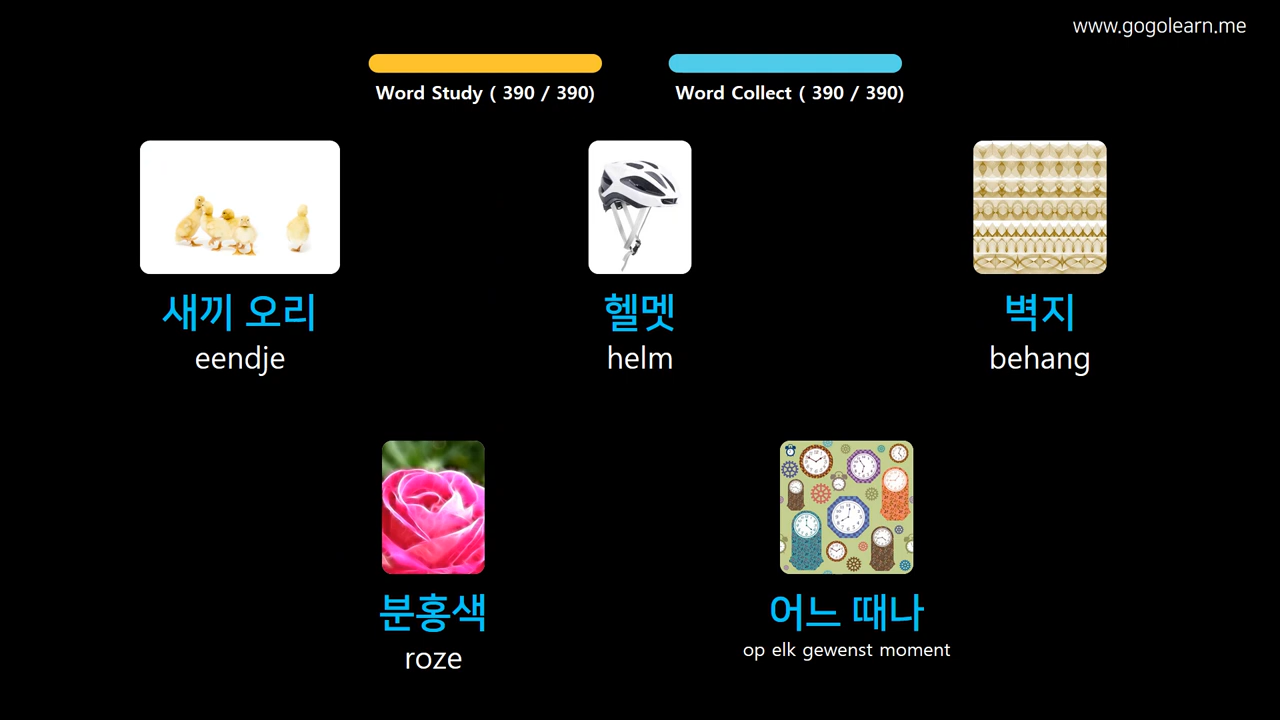 www.gogolearn.me
Word Study ( 390 / 390)
Word Collect ( 390 / 390)
새끼 오리
eendje
헬멧
helm
벽지
behang
분홍색
roze
어느 때나
op elk gewenst moment